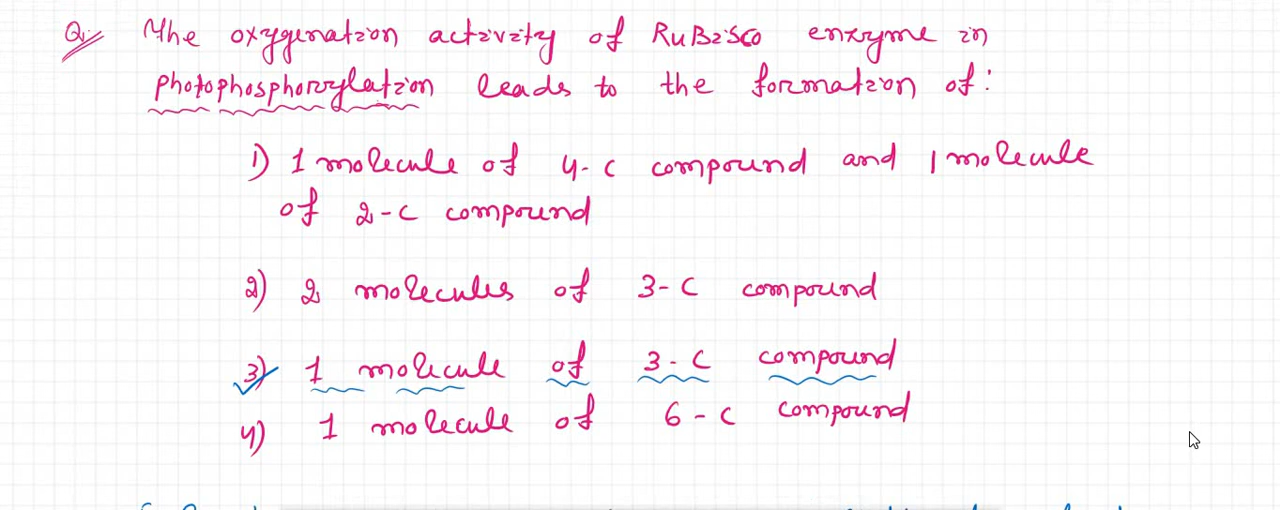 Q. The oxygenation activity of RuBisCO enzyme in
photophosphorylation leads to the formation of:
1) 1 molecule of 4-C compound and 1 molecule
of 2-C compound
2) 2 molecules of 3-C compound
3) 1 molecule of 3-C compound
4) 1 molecule of 6-C compound